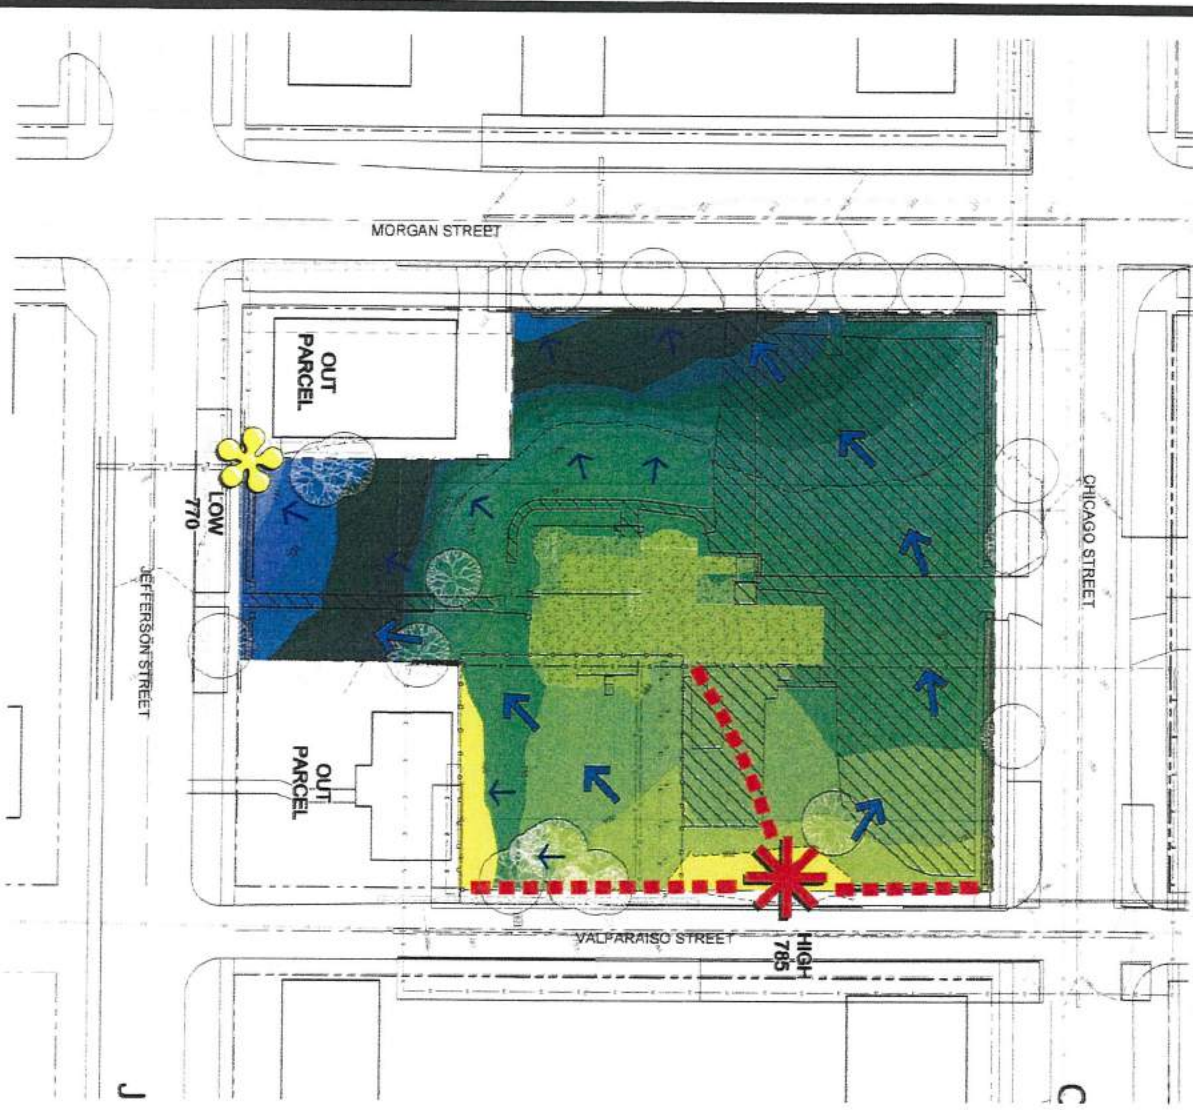 MORGAN STREET
OUT
PARCEL
CHICAGO STREET
LOW
770
JEFFERSON STREET
OUT
PARCEL
VALPARAISO STREET
HIGH
785
J
C